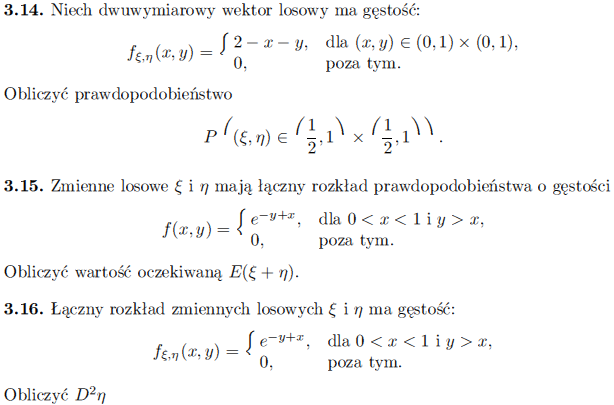 3.14. Niech dwuwymiarowy wektor losowy ma gęstość:
f_{ξ,η}(x, y) = { 2 − x − y, dla (x, y) ∈ (0, 1) × (0, 1),
0, poza tym.
Obliczyć prawdopodobieństwo
P((ξ, η) ∈ (1/2, 1) × (1/2, 1)).
3.15. Zmienne losowe ξ i η mają łączny rozkład prawdopodobieństwa o gęstości
f(x, y) = { e^{−y+x}, dla 0 < x < 1 i y > x,
0, poza tym.
Obliczyć wartość oczekiwaną E(ξ + η).
3.16. Łączny rozkład zmiennych losowych ξ i η ma gęstość:
f_{ξ,η}(x, y) = { e^{−y+x}, dla 0 < x < 1 i y > x,
0, poza tym.
Obliczyć D²η